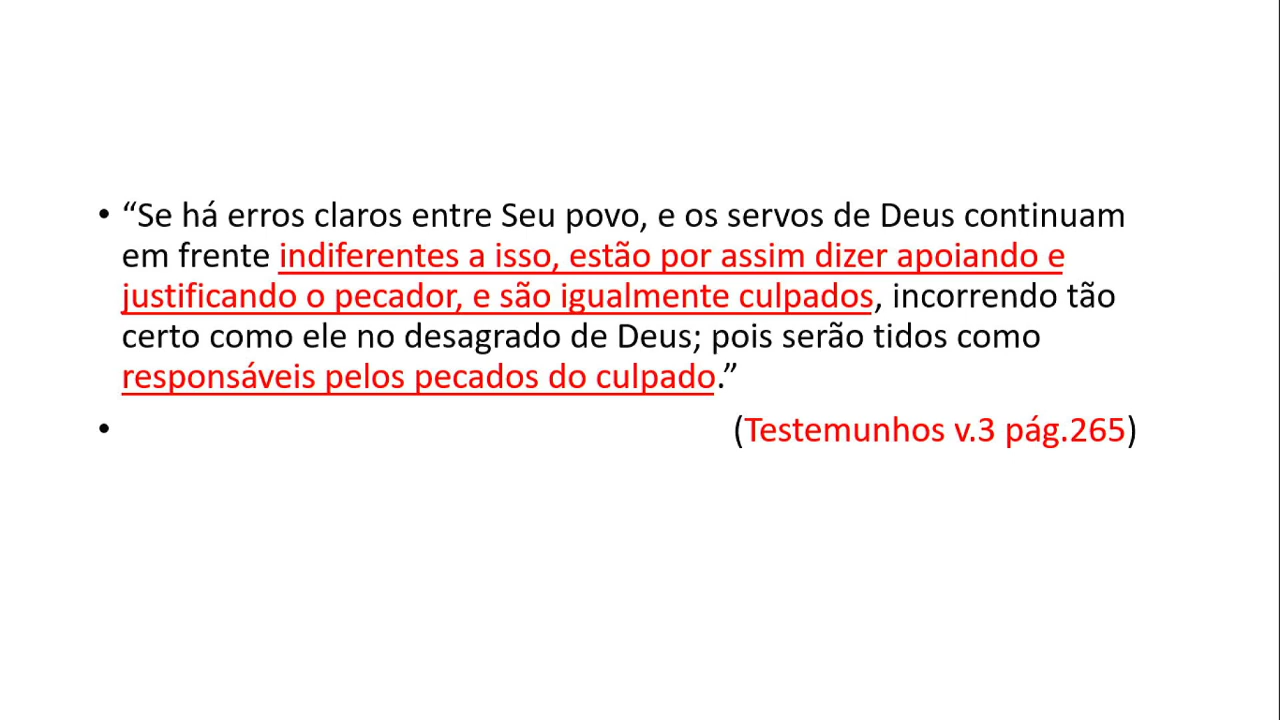 • “Se há erros claros entre Seu povo, e os servos de Deus continuam
em frente indiferentes a isso, estão por assim dizer apoiando e
justificando o pecador, e são igualmente culpados, incorrendo tão
certo como ele no desagrado de Deus; pois serão tidos como
responsáveis pelos pecados do culpado.”
• (Testemunhos v.3 pág.265)